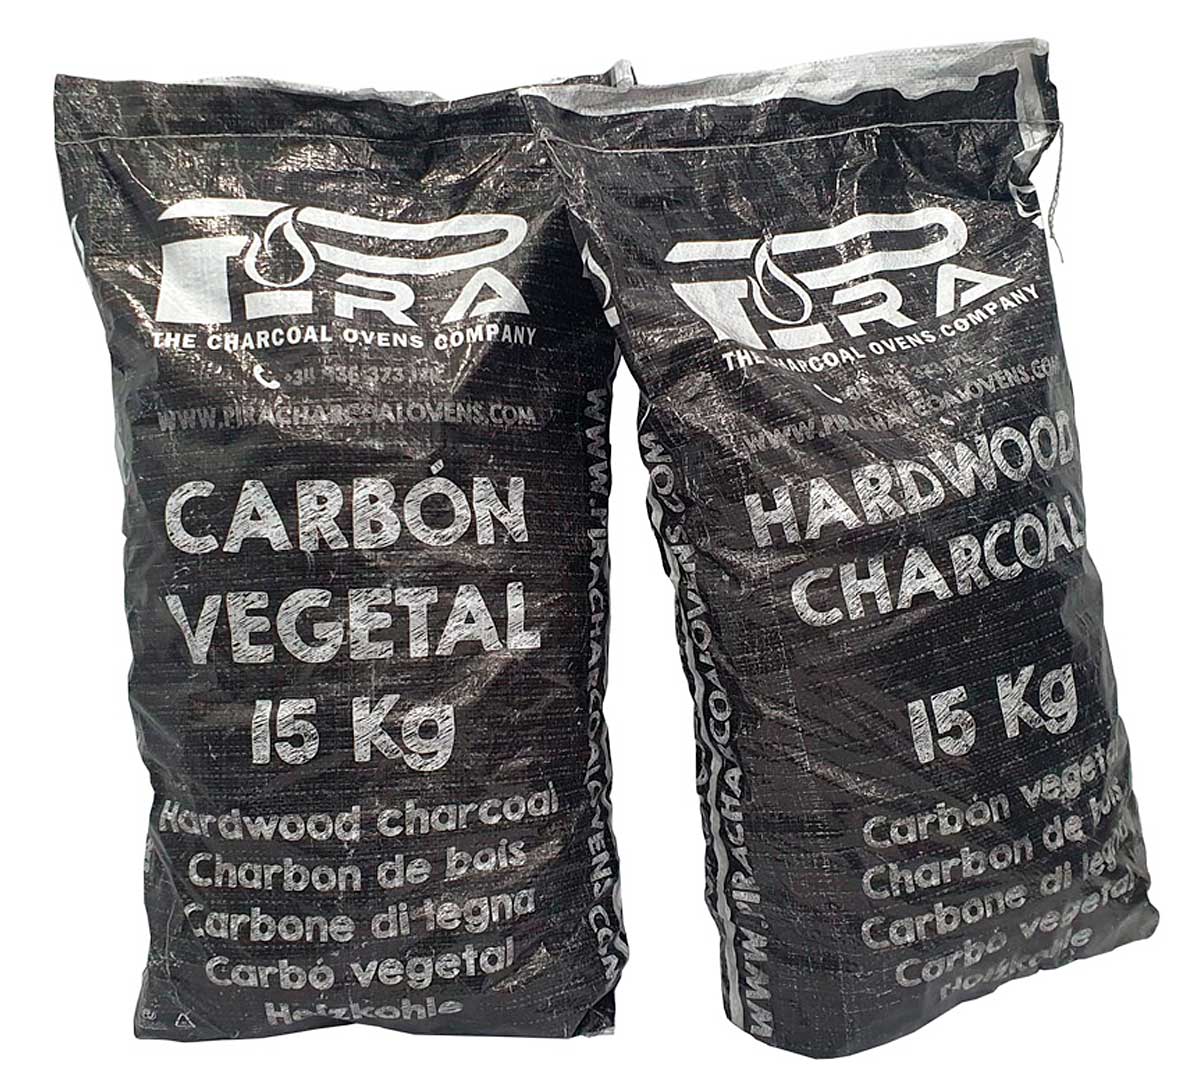 PIRA
THE CHARCOAL OVENS COMPANY
WWW.PIRACHARCOALOVENS.COM
CARBÓN
VEGETAL
15 Kg
Hardwood charcoal
Charbon de bois
Carbone di legna
Carbó vegetal
Holzkohle
WWW.PIRACHARCOALOVENS.COM
PIRA
THE CHARCOAL OVENS COMPANY
WWW.PIRACHARCOALOVENS.COM
HARDWOOD
CHARCOAL
15 Kg
Carbón vegetal
Charbon de bois
Carbone di legna
Carbó vegetal
Holzkohle
WWW.PIRACHARCOALOVENS.COM